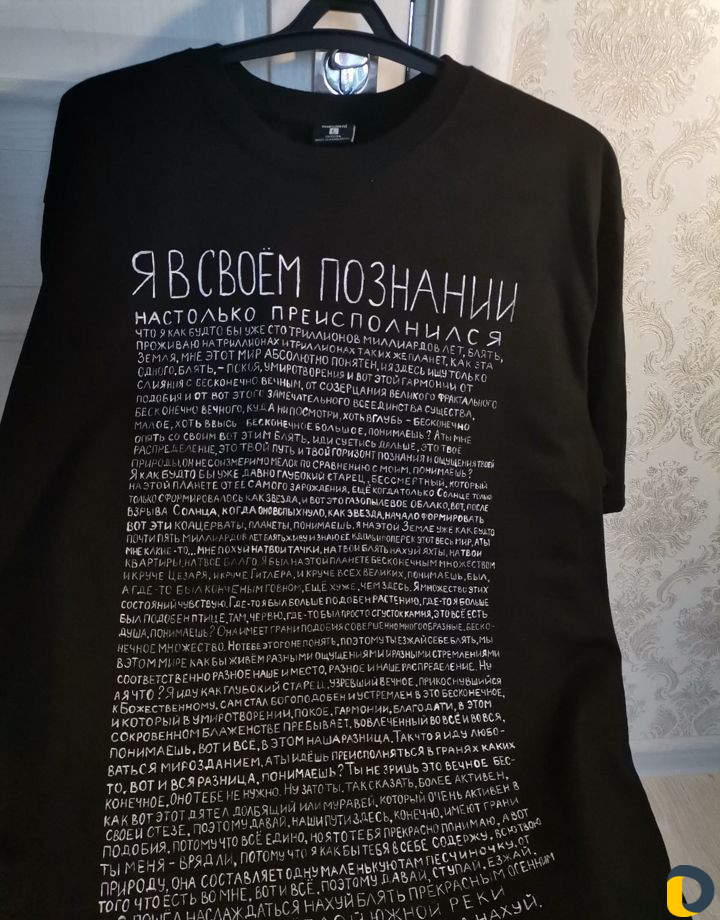 Я В СВОЁМ ПОЗНАНИИ
НАСТОЛЬКО ПРЕИСПОЛНИЛСЯ
ЧТО Я КАК БУДТО БЫ УЖЕ СТО ТРИЛЛИОНОВ МИЛЛИАРДОВ ЛЕТ, БЛЯТЬ,
ПРОЖИВАЮ НА ТРИЛЛИОНАХ И ТРИЛЛИОНАХ ТАКИХ ЖЕ ПЛАНЕТ, КАК ЭТА
ЗЕМЛЯ, МНЕ ЭТОТ МИР АБСОЛЮТНО ПОНЯТЕН, И Я ЗДЕСЬ ИЩУ ТОЛЬКО
ОДНОГО, БЛЯТЬ, - ПОКОЯ, УМИРОТВОРЕНИЯ И ВОТ ЭТОЙ ГАРМОНИИ ОТ
СЛИЯНИЯ С БЕСКОНЕЧНО ВЕЧНЫМ, ОТ СОЗЕРЦАНИЯ ВЕЛИКОГО ФРАКТАЛЬНОГО
ПОДОБИЯ И ОТ ВОТ ЭТОГО ЗАМЕЧАТЕЛЬНОГО ВСЕЕДИНСТВА СУЩЕСТВА,
БЕСКОНЕЧНО ВЕЧНОГО, КУДА НИ ПОСМОТРИ, ХОТЬ ВГЛУБЬ - БЕСКОНЕЧНО
МАЛОЕ, ХОТЬ ВВЫСЬ БЕСКОНЕЧНОЕ БОЛЬШОЕ, ПОНИМАЕШЬ? А ТЫ МНЕ
ОПЯТЬ СО СВОИМ ВОТ ЭТИМ БЛЯТЬ, ИДИ СУЕТИСЬ ДАЛЬШЕ, ЭТО ТВОЁ
РАСПРЕДЕЛЕНИЕ, ЭТО ТВОЙ ПУТЬ И ТВОЙ ГОРИЗОНТ ПОЗНАНИЯ И ОЩУЩЕНИЯ ТВОЕЙ
ПРИРОДЫ, ОН НЕСОИЗМЕРИМО МЕЛОК ПО СРАВНЕНИЮ С МОИМ, ПОНИМАЕШЬ?
Я КАК БУДТО БЫ УЖЕ ДАВНО ГЛУБОКИЙ СТАРЕЦ, БЕССМЕРТНЫЙ, КОТОРЫЙ
НА ЭТОЙ ПЛАНЕТЕ ОТ ЕЁ САМОГО ЗАРОЖДЕНИЯ, ЕЩЁ КОГДА ТОЛЬКО СОЛНЦЕ ТОЛЬКО
ТОЛЬКО СФОРМИРОВАЛОСЬ КАК ЗВЕЗДА, И ВОТ ЭТО ГАЗОПЫЛЕВОЕ ОБЛАКО, ВОТ, ПОСЛЕ
ВЗРЫВА СОЛНЦА, КОГДА ОНО ВСПЫХНУЛО, КАК ЗВЕЗДА, НАЧАЛО ФОРМИРОВАТЬ
ВОТ ЭТИ КОАЦЕРВАТЫ, ПЛАНЕТЫ, ПОНИМАЕШЬ, Я НА ЭТОЙ ЗЕМЛЕ УЖЕ КАК БУДТО
ПОЧТИ ПЯТЬ МИЛЛИАРДОВ ЛЕТ БЛЯТЬ ЖИВУ И ЗНАЮ ЕЁ ВДОЛЬ И ПОПЕРЕК ЭТОТ ВЕСЬ МИР, А ТЫ
МНЕ КАКИЕ-ТО... МНЕ ПОХУЙ НА ТВОИ ТАЧКИ, НА ТВОИ БЛЯТЬ НАХУЙ ЯХТЫ, НА ТВОИ
КВАРТИРЫ, НА ТВОЕ БЛАГО. Я БЫЛ НА ЭТОЙ ПЛАНЕТЕ БЕСКОНЕЧНЫМ МНОЖЕСТВОМ
И КРУЧЕ ЦЕЗАРЯ, И КРУЧЕ ГИТЛЕРА, И КРУЧЕ ВСЕХ ВЕЛИКИХ, ПОНИМАЕШЬ, БЫЛ,
А ГДЕ-ТО БЫЛ КОНЧЕНЫМ ГОВНОМ, ЕЩЁ ХУЖЕ, ЧЕМ ЗДЕСЬ. Я МНОЖЕСТВО ЭТИХ
СОСТОЯНИЙ ЧУВСТВУЮ. ГДЕ-ТО Я БЫЛ БОЛЬШЕ ПОДОБЕН РАСТЕНИЮ, ГДЕ-ТО Я БОЛЬШЕ
БЫЛ ПОДОБЕН ПТИЦЕ, ТАМ, ЧЕРВЮ, ГДЕ-ТО БЫЛ ПРОСТО СГУСТОК КАМНЯ, ЭТО ВСЁ ЕСТЬ
ДУША, ПОНИМАЕШЬ? ОНА ИМЕЕТ ГРАНИ ПОДОБИЯ СОВЕРШЕННО МНОГООБРАЗНЫЕ, БЕСКО-
НЕЧНОЕ МНОЖЕСТВО. НО ТЕБЕ ЭТОГО НЕ ПОНЯТЬ, ПОЭТОМУ ТЫ ЕЗЖАЙ СЕБЕ БЛЯТЬ, МЫ
В ЭТОМ МИРЕ КАК БЫ ЖИВЕМ РАЗНЫМИ ОЩУЩЕНИЯМИ И РАЗНЫМИ СТРЕМЛЕНИЯМИ
СООТВЕТСТВЕННО РАЗНОЕ НАШЕ И МЕСТО, РАЗНОЕ И НАШЕ РАСПРЕДЕЛЕНИЕ. НУ
А Я ЧТО? Я ИДУ КАК ГЛУБОКИЙ СТАРЕЦ, УЗРЕВШИЙ ВЕЧНОЕ, ПРИКОСНУВШИЙСЯ
К БОЖЕСТВЕННОМУ, САМ СТАЛ БОГОПОДОБЕН И УСТРЕМЛЕН В ЭТО БЕСКОНЕЧНОЕ,
И КОТОРЫЙ В УМИРОТВОРЕНИИ, ПОКОЕ, ГАРМОНИИ, БЛАГОДАТИ, В ЭТОМ
СОКРОВЕННОМ БЛАЖЕНСТВЕ ПРЕБЫВАЕТ, ВОВЛЕЧЕННЫЙ ВО ВСЁ И ВО ВСЯ,
ПОНИМАЕШЬ, ВОТ И ВСЁ, В ЭТОМ НАША РАЗНИЦА. ТАК ЧТО Я ИДУ ЛЮБО-
ВАТЬСЯ МИРОЗДАНИЕМ, А ТЫ ИДЁШЬ ПРЕИСПОЛНЯТЬСЯ В ГРАНЯХ КАКИХ
ТО, ВОТ И ВСЯ РАЗНИЦА, ПОНИМАЕШЬ? ТЫ НЕ ЗРИШЬ ЭТО ВЕЧНОЕ БЕС-
КОНЕЧНОЕ, ОНО ТЕБЕ НЕ НУЖНО. НУ ЗАТО ТЫ, ТАК СКАЗАТЬ, БОЛЕЕ АКТИВЕН,
КАК ВОТ ЭТОТ ДЯТЕЛ ДОЛБЯЩИЙ ИЛИ МУРАВЕЙ, КОТОРЫЙ ОЧЕНЬ АКТИВЕН В
СВОЕЙ СТЕЗЕ, ПОЭТОМУ ДАВАЙ, НАШИ ПУТИ ЗДЕСЬ, КОНЕЧНО, ИМЕЮТ ГРАНИ
ПОДОБИЯ, ПОТОМУ ЧТО ВСЁ ЕДИНО, НО Я ТО ТЕБЯ ПРЕКРАСНО ПОНИМАЮ, А ВОТ
ТЫ МЕНЯ - ВРЯД ЛИ, ПОТОМУ ЧТО Я КАК БЫ ТЕБЯ В СЕБЕ СОДЕРЖУ, ВСЮ ТВОЮ
ПРИРОДУ, ОНА СОСТАВЛЯЕТ ОДНУ МАЛЕНЬКУЮ ТАМ ПЕСЧИНОЧКУ, ОТ
ТОГО ЧТО ЕСТЬ ВО МНЕ, ВОТ И ВСЁ, ПОЭТОМУ ДАВАЙ, СТУПАЙ, ЕЗЖАЙ,
ПОШЁЛ НАСЛАЖДАТЬСЯ НАХУЙ БЛЯТЬ ПРЕКРАСНЫМ ОСЕННИМ
ЮЖНОЙ РЕКИ
НАХУЙ.